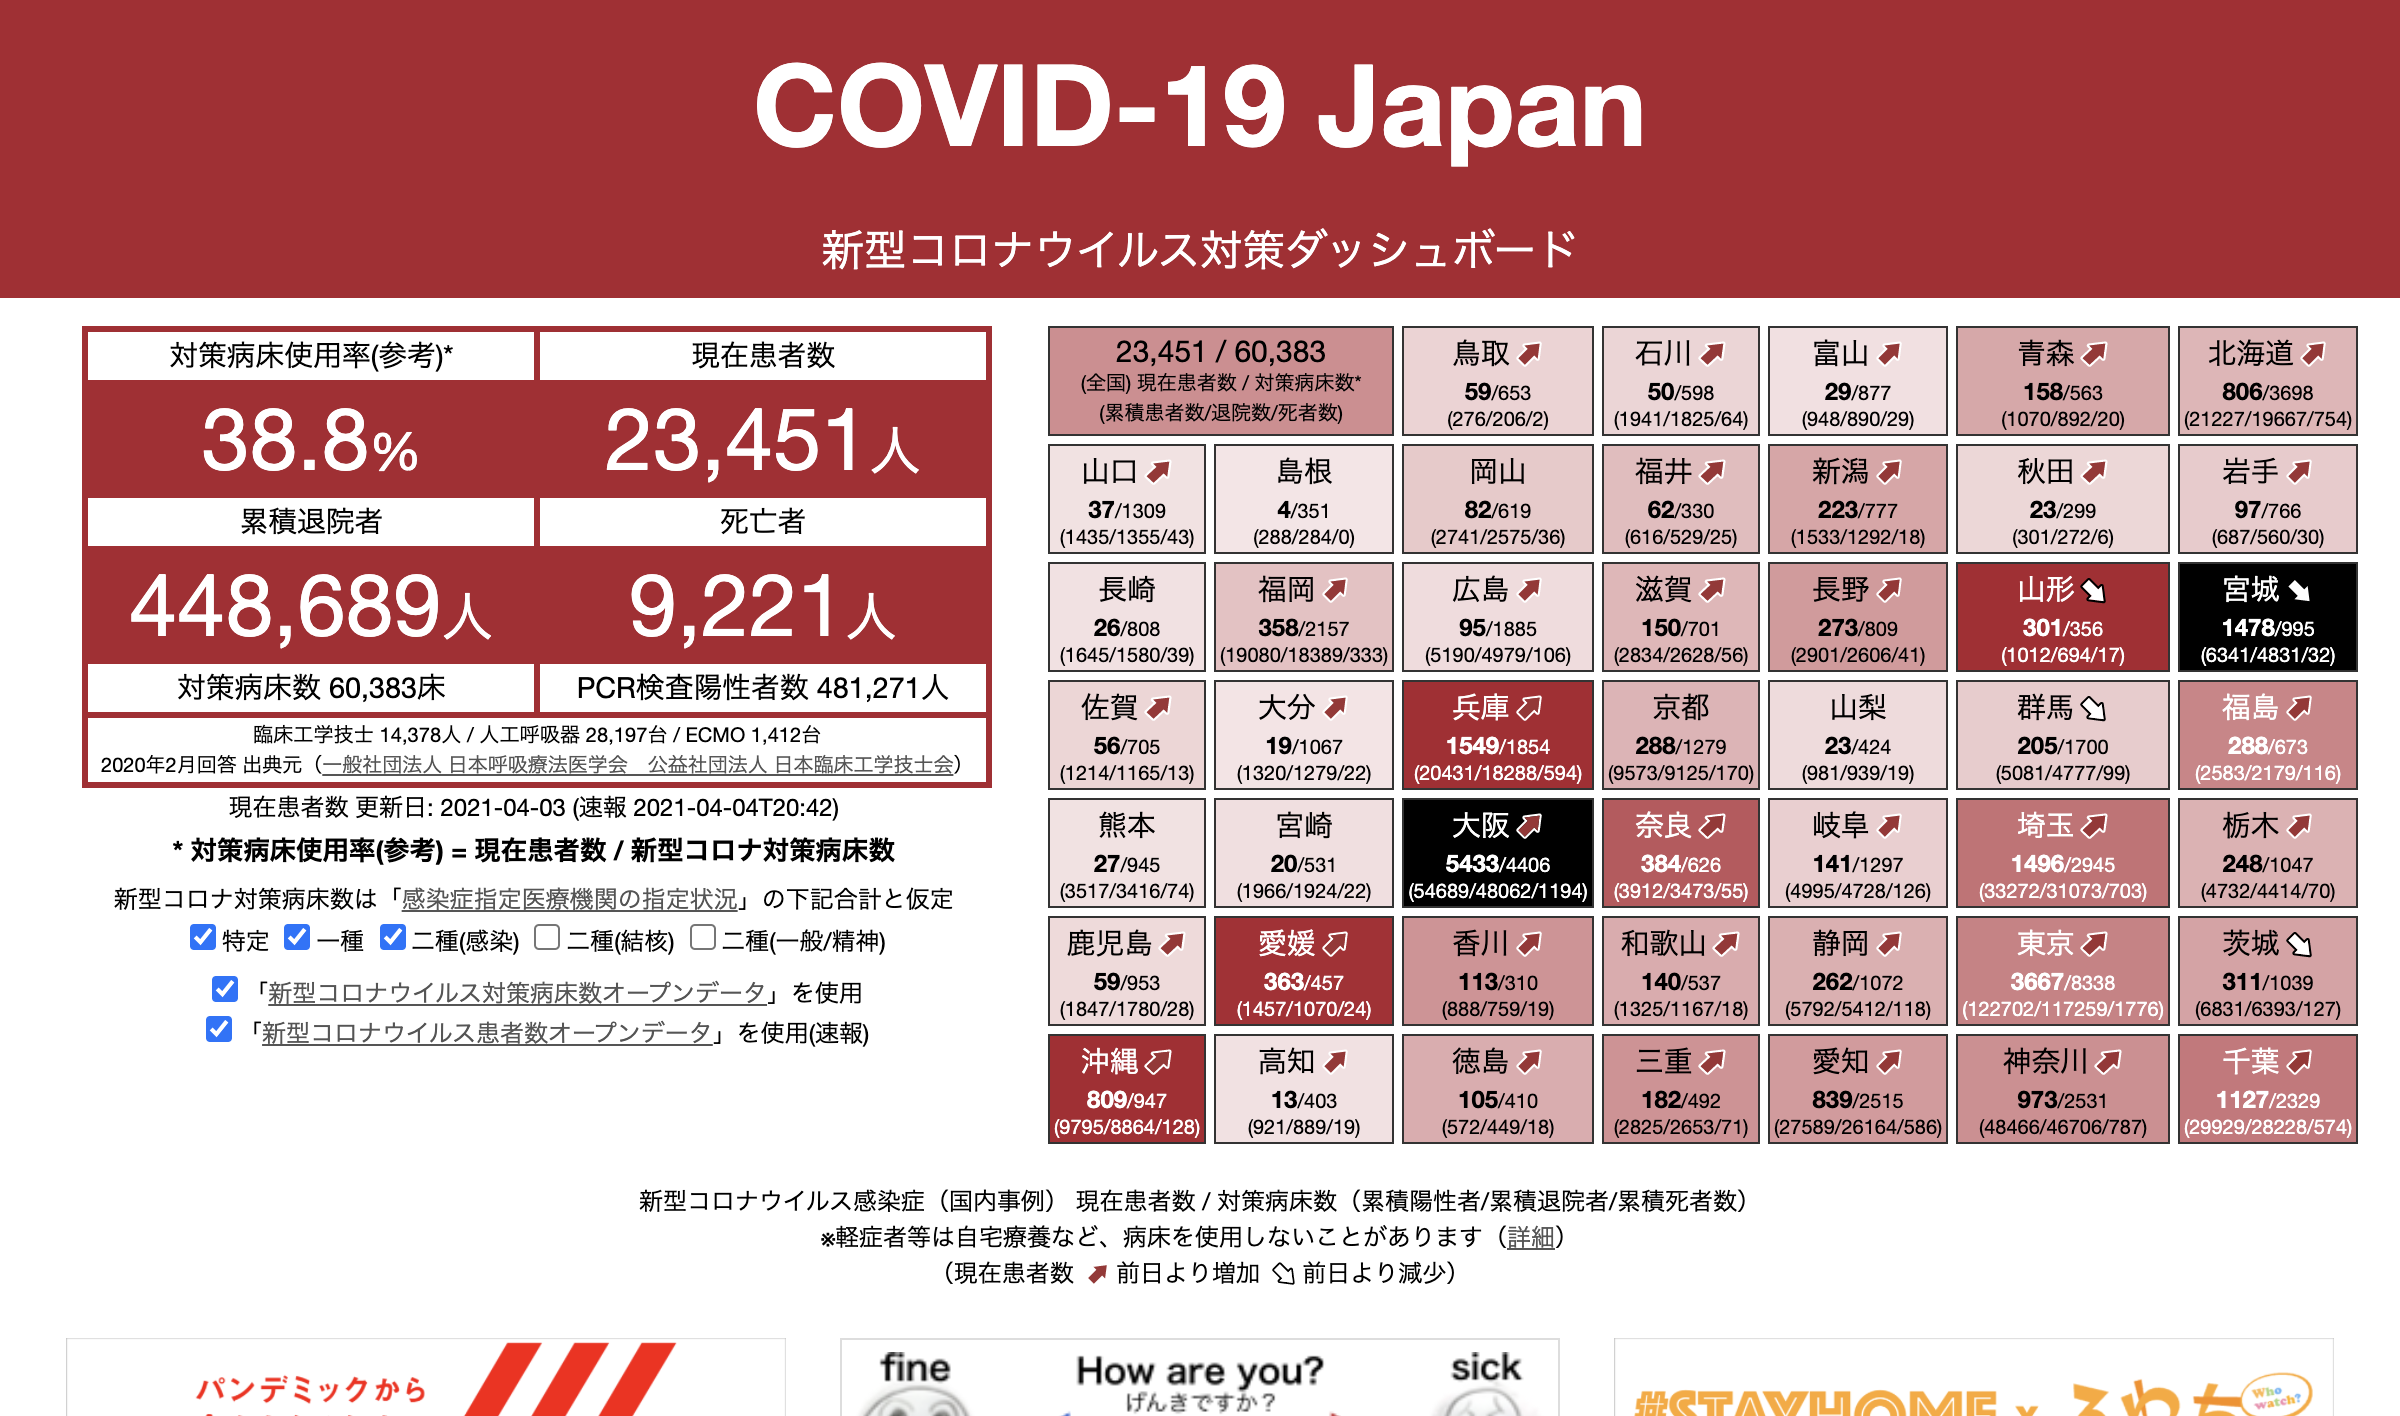 COVID-19 Japan
新型コロナウイルス対策ダッシュボード
対策病床使用率(参考)*
現在患者数
38.8%
23,451人
累積退院者
死亡者
448,689人
9,221人
対策病床数 60,383床
PCR検査陽性者数 481,271人
臨床工学技士 14,378人 / 人工呼吸器 28,197台 / ECMO 1,412台
2020年2月回答 出典元（一般社団法人 日本呼吸療法医学会　公益社団法人 日本臨床工学技士会）
現在患者数 更新日: 2021-04-03 (速報 2021-04-04T20:42)
* 対策病床使用率(参考) = 現在患者数 / 新型コロナ対策病床数
新型コロナ対策病床数は「感染症指定医療機関の指定状況」の下記合計と仮定
特定 一種 二種(感染) 二種(結核) 二種(一般/精神)
「新型コロナウイルス対策病床数オープンデータ」を使用
「新型コロナウイルス患者数オープンデータ」を使用(速報)
23,451 / 60,383
(全国) 現在患者数 / 対策病床数*
(累積患者数/退院数/死者数)
鳥取
59/653
(276/206/2)
石川
50/598
(1941/1825/64)
富山
29/877
(948/890/29)
青森
158/563
(1070/892/20)
北海道
806/3698
(21227/19667/754)
山口
37/1309
(1435/1355/43)
島根
4/351
(288/284/0)
岡山
82/619
(2741/2575/36)
福井
62/330
(616/529/25)
新潟
223/777
(1533/1292/18)
秋田
23/299
(301/272/6)
岩手
97/766
(687/560/30)
長崎
26/808
(1645/1580/39)
福岡
358/2157
(19080/18389/333)
広島
95/1885
(5190/4979/106)
滋賀
150/701
(2834/2628/56)
長野
273/809
(2901/2606/41)
山形
301/356
(1012/694/17)
宮城
1478/995
(6341/4831/32)
佐賀
56/705
(1214/1165/13)
大分
19/1067
(1320/1279/22)
兵庫
1549/1854
(20431/18288/594)
京都
288/1279
(9573/9125/170)
山梨
23/424
(981/939/19)
群馬
205/1700
(5081/4777/99)
福島
288/673
(2583/2179/116)
熊本
27/945
(3517/3416/74)
宮崎
20/531
(1966/1924/22)
大阪
5433/4406
(54689/48062/1194)
奈良
384/626
(3912/3473/55)
岐阜
141/1297
(4995/4728/126)
埼玉
1496/2945
(33272/31073/703)
栃木
248/1047
(4732/4414/70)
鹿児島
59/953
(1847/1780/28)
愛媛
363/457
(1457/1070/24)
香川
113/310
(888/759/19)
和歌山
140/537
(1325/1167/18)
静岡
262/1072
(5792/5412/118)
東京
3667/8338
(122702/117259/1776)
茨城
311/1039
(6831/6393/127)
沖縄
809/947
(9795/8864/128)
高知
13/403
(921/889/19)
徳島
105/410
(572/449/18)
三重
182/492
(2825/2653/71)
愛知
839/2515
(27589/26164/586)
神奈川
973/2531
(48466/46706/787)
千葉
1127/2329
(29929/28228/574)
新型コロナウイルス感染症（国内事例） 現在患者数 / 対策病床数（累積陽性者/累積退院者/累積死者数）
※軽症者等は自宅療養など、病床を使用しないことがあります（詳細）
（現在患者数 前日より増加 前日より減少）
パンデミックから
fine
How are you?
げんきですか？
sick
#STAYHOME x ふわっち
Who watch?